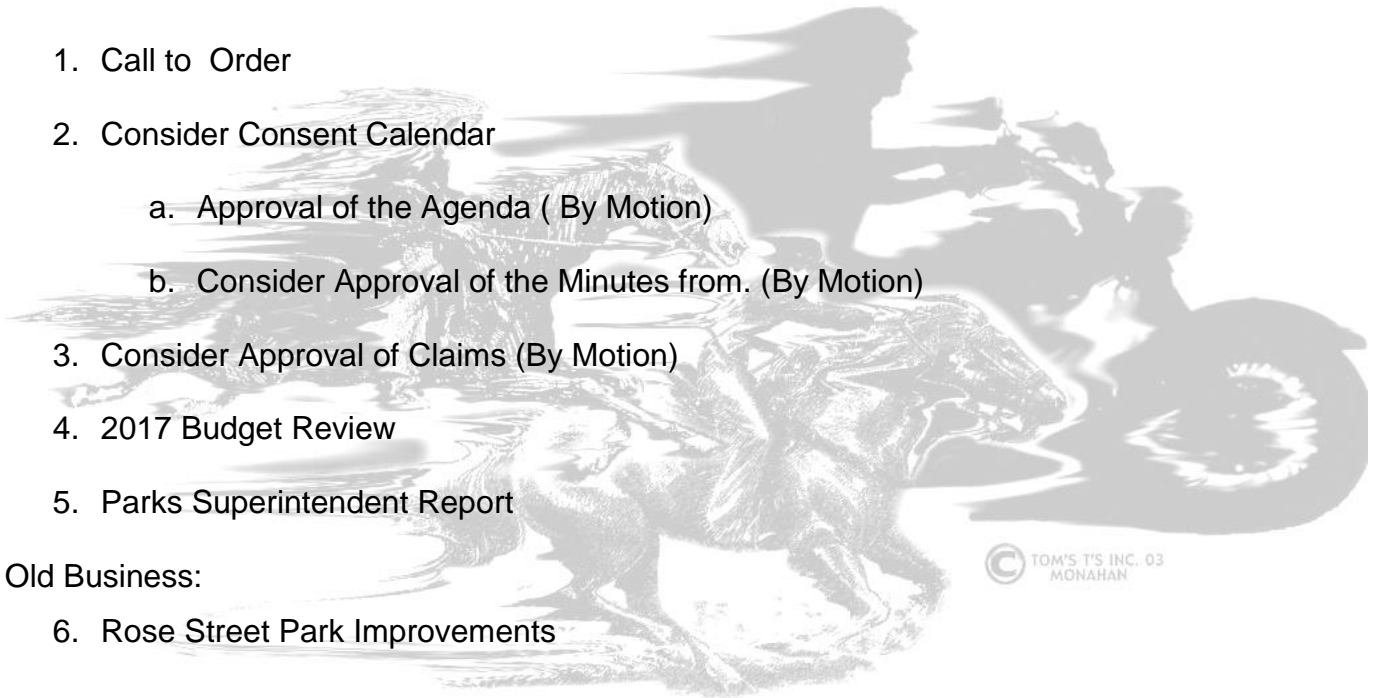 1. Call to Order
2. Consider Consent Calendar
a. Approval of the Agenda ( By Motion)
b. Consider Approval of the Minutes from. (By Motion)
3. Consider Approval of Claims (By Motion)
4. 2017 Budget Review
5. Parks Superintendent Report
Old Business:
© TOM'S T'S INC. 03
MONAHAN
6. Rose Street Park Improvements